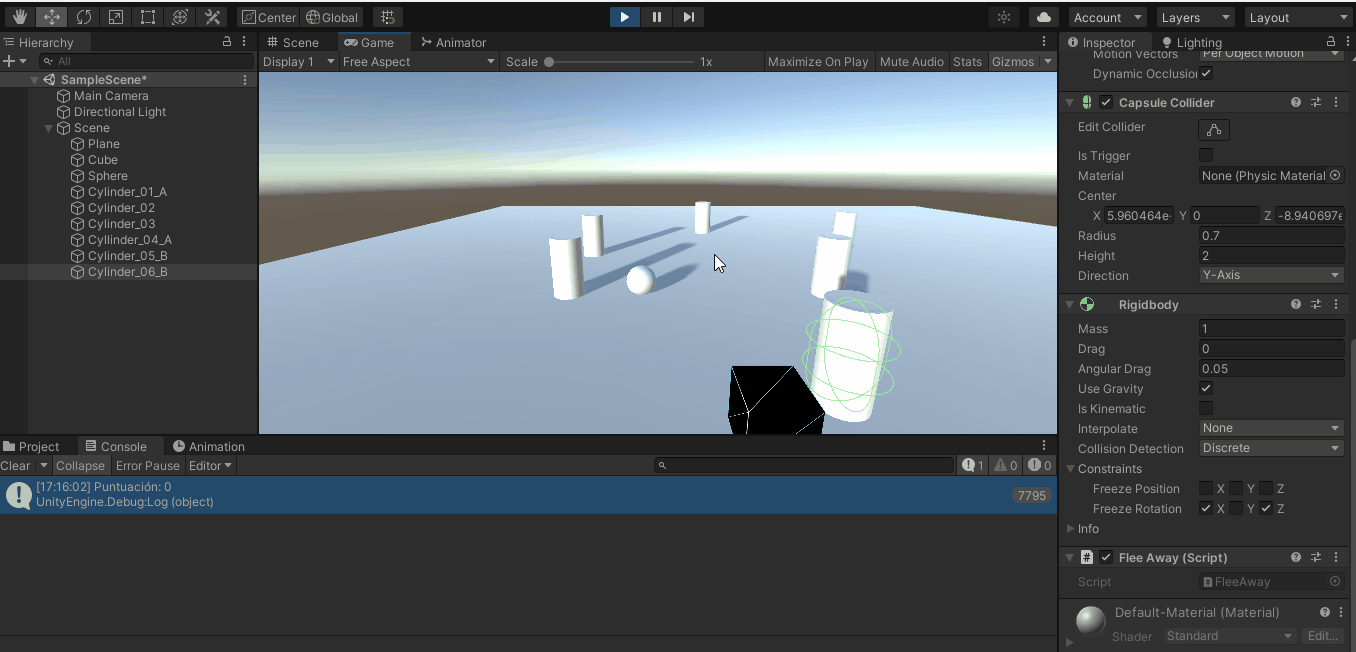 Center Global Account Layers Layout
Hierarchy
All
SampleScene*
Main Camera
Directional Light
Scene
Plane
Cube
Sphere
Cylinder_01_A
Cylinder_02
Cylinder_03
Cyllinder_04_A
Cylinder_05_B
Cylinder_06_B
Scene Game Animator
Display 1 Free Aspect Scale 1x Maximize On Play Mute Audio Stats Gizmos
Project Console Animation
Clear Collapse Error Pause Editor 1 0 0
[17:16:02] Puntuación: 0
UnityEngine.Debug:Log (object)
7795
Inspector Lighting
Motion Vectors Per Object Motion
Dynamic Occlusion
Capsule Collider
Edit Collider
Is Trigger
Material None (Physic Material
Center
X 5.960464e- Y 0 Z -8.940697e
Radius 0.7
Height 2
Direction Y-Axis
Rigidbody
Mass 1
Drag 0
Angular Drag 0.05
Use Gravity
Is Kinematic
Interpolate None
Collision Detection Discrete
Constraints
Freeze Position X Y Z
Freeze Rotation X Y Z
Info
# Flee Away (Script)
Script FleeAway
Default-Material (Material)
Shader Standard Edit...